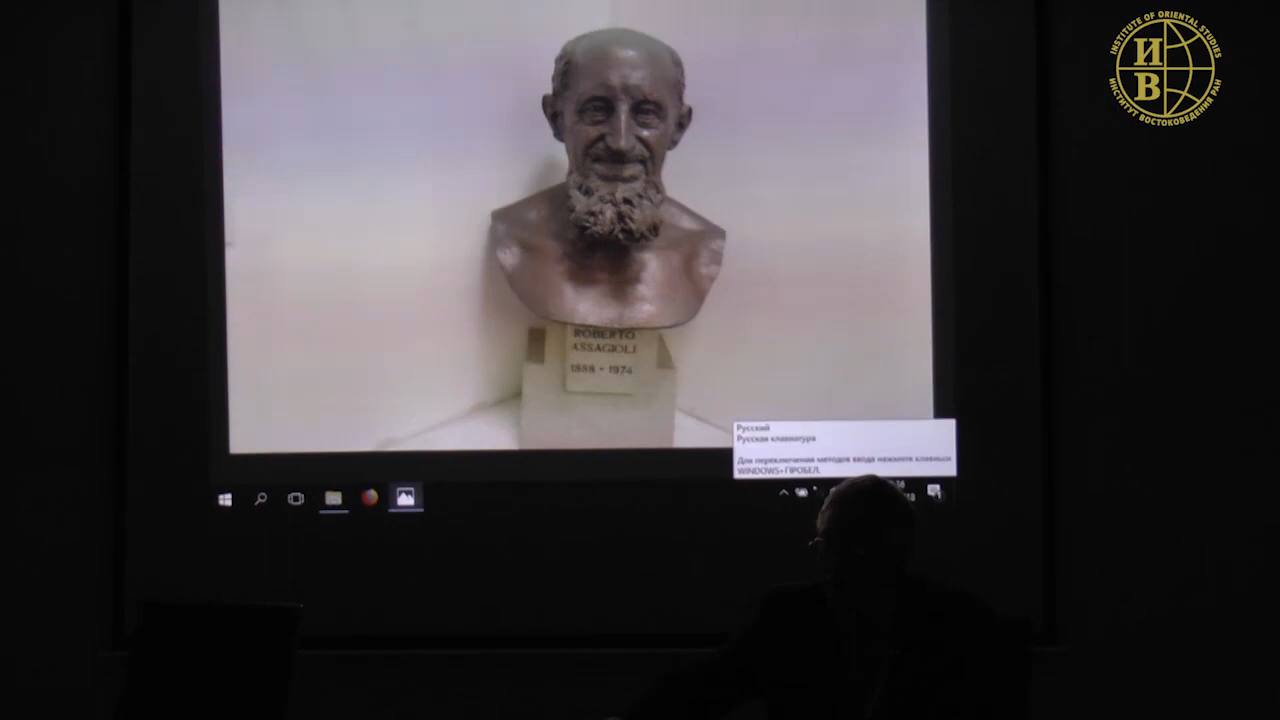 INSTITUTE OF ORIENTAL STUDIES
И
В
ИНСТИТУТ ВОСТОКОВЕДЕНИЯ РАН
ROBERTO
ASSAGIOLI
1888 - 1974
Русский
Русская клавиатура
Для переключения методов ввода нажмите клавиши
WINDOWS+ПРОБЕЛ.